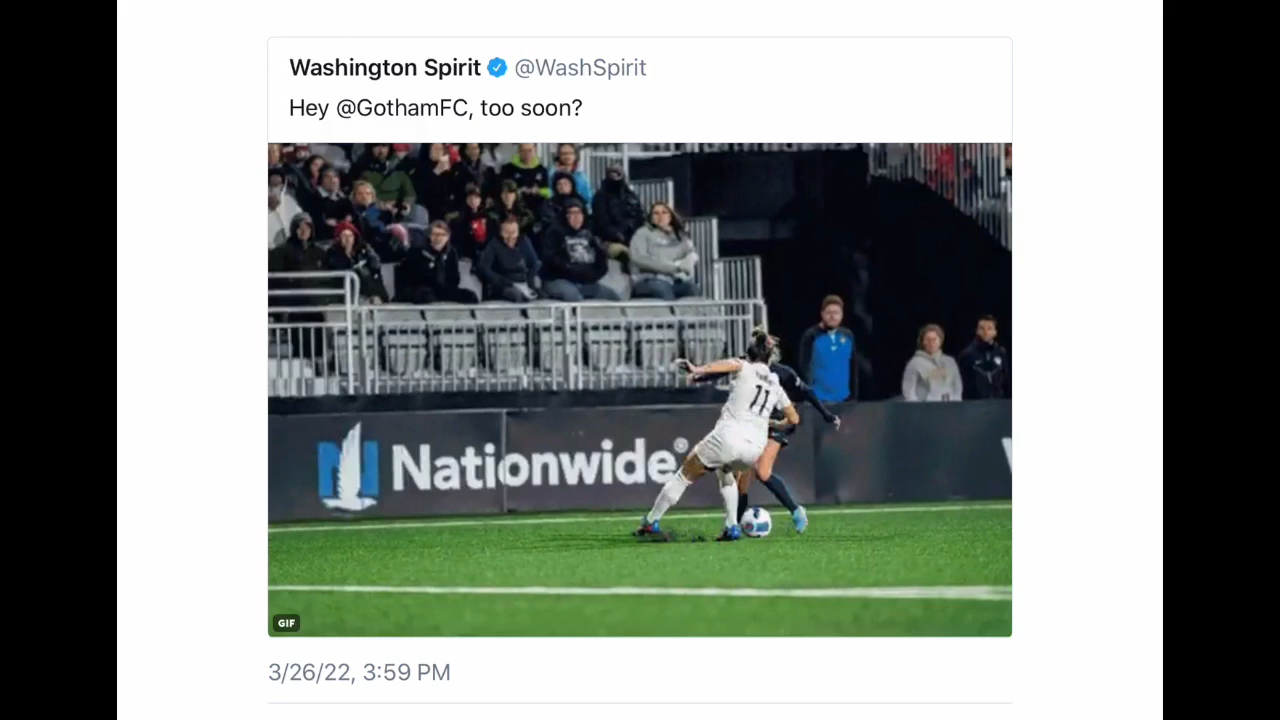 Washington Spirit @WashSpirit
Hey @GothamFC, too soon?
11
Nationwide®
GIF
3/26/22, 3:59 PM